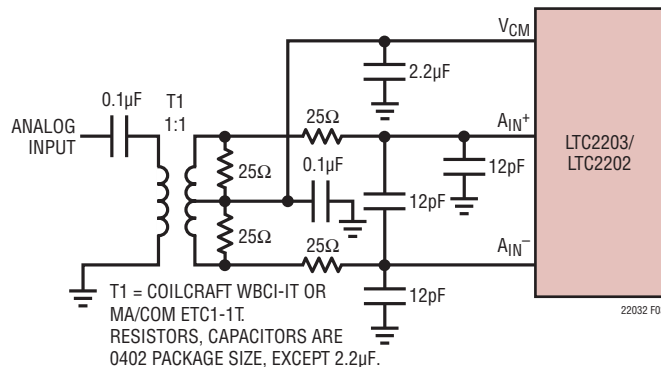 VCM
2.2µF
0.1µF
T1
1:1
ANALOG
INPUT
25Ω
AIN+
LTC2203/
LTC2202
12pF
25Ω
0.1µF
12pF
25Ω
25Ω
AIN–
12pF
T1 = COILCRAFT WBCI-IT OR
MA/COM ETC1-1T.
RESISTORS, CAPACITORS ARE
0402 PACKAGE SIZE, EXCEPT 2.2µF.
22032 F0